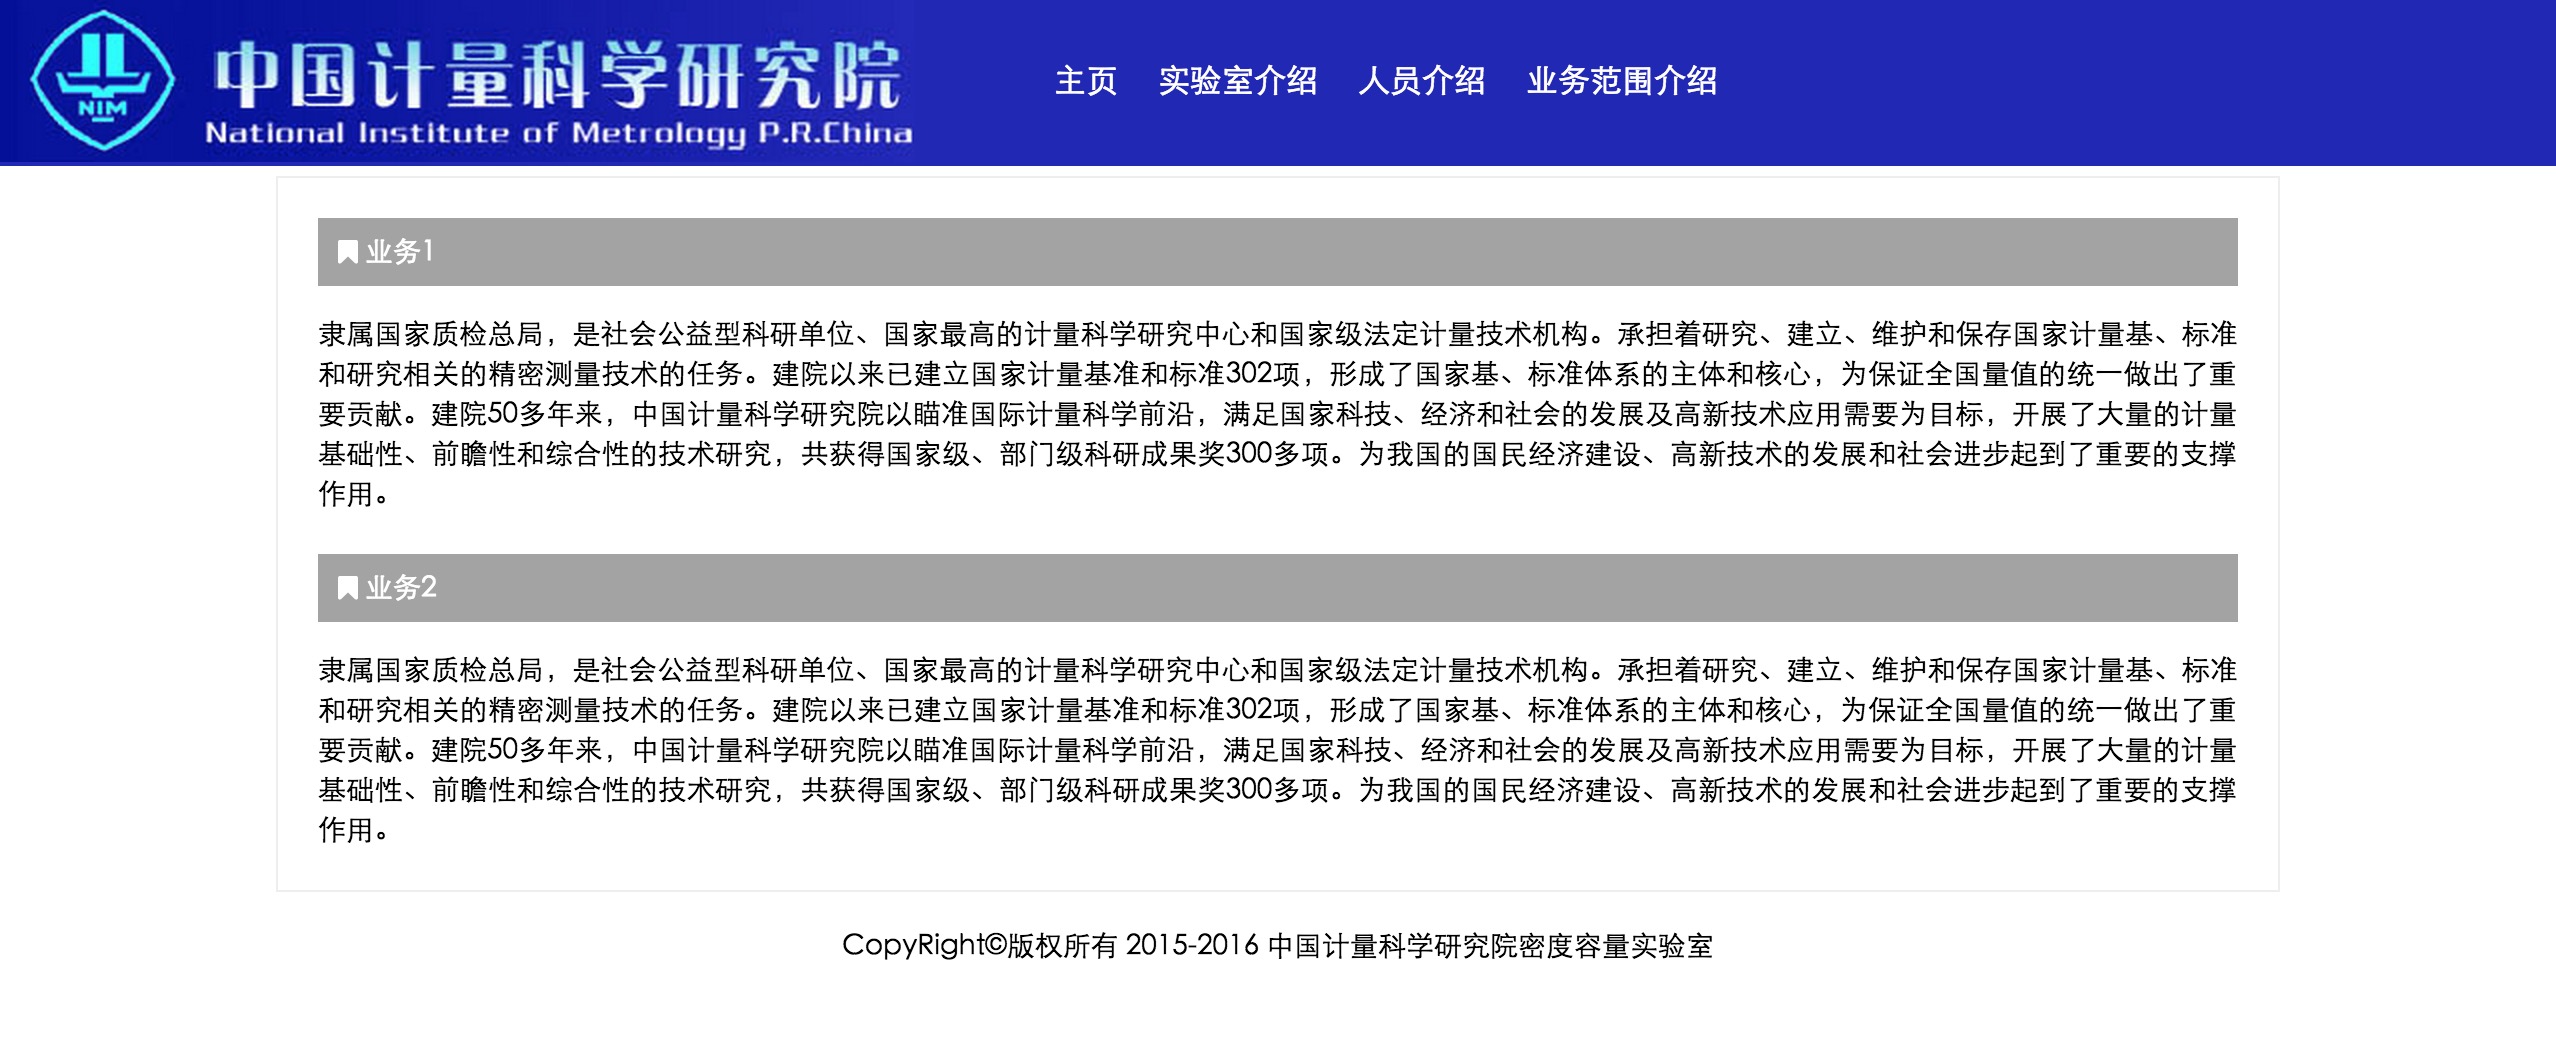 NIM
中国计量科学研究院
National Institute of Metrology P.R.China
主页 实验室介绍 人员介绍 业务范围介绍
业务1
隶属国家质检总局，是社会公益型科研单位、国家最高的计量科学研究中心和国家级法定计量技术机构。承担着研究、建立、维护和保存国家计量基、标准
和研究相关的精密测量技术的任务。建院以来已建立国家计量基准和标准302项，形成了国家基、标准体系的主体和核心，为保证全国量值的统一做出了重
要贡献。建院50多年来，中国计量科学研究院以瞄准国际计量科学前沿，满足国家科技、经济和社会的发展及高新技术应用需要为目标，开展了大量的计量
基础性、前瞻性和综合性的技术研究，共获得国家级、部门级科研成果奖300多项。为我国的国民经济建设、高新技术的发展和社会进步起到了重要的支撑
作用。
业务2
隶属国家质检总局，是社会公益型科研单位、国家最高的计量科学研究中心和国家级法定计量技术机构。承担着研究、建立、维护和保存国家计量基、标准
和研究相关的精密测量技术的任务。建院以来已建立国家计量基准和标准302项，形成了国家基、标准体系的主体和核心，为保证全国量值的统一做出了重
要贡献。建院50多年来，中国计量科学研究院以瞄准国际计量科学前沿，满足国家科技、经济和社会的发展及高新技术应用需要为目标，开展了大量的计量
基础性、前瞻性和综合性的技术研究，共获得国家级、部门级科研成果奖300多项。为我国的国民经济建设、高新技术的发展和社会进步起到了重要的支撑
作用。
CopyRight©版权所有 2015-2016 中国计量科学研究院密度容量实验室